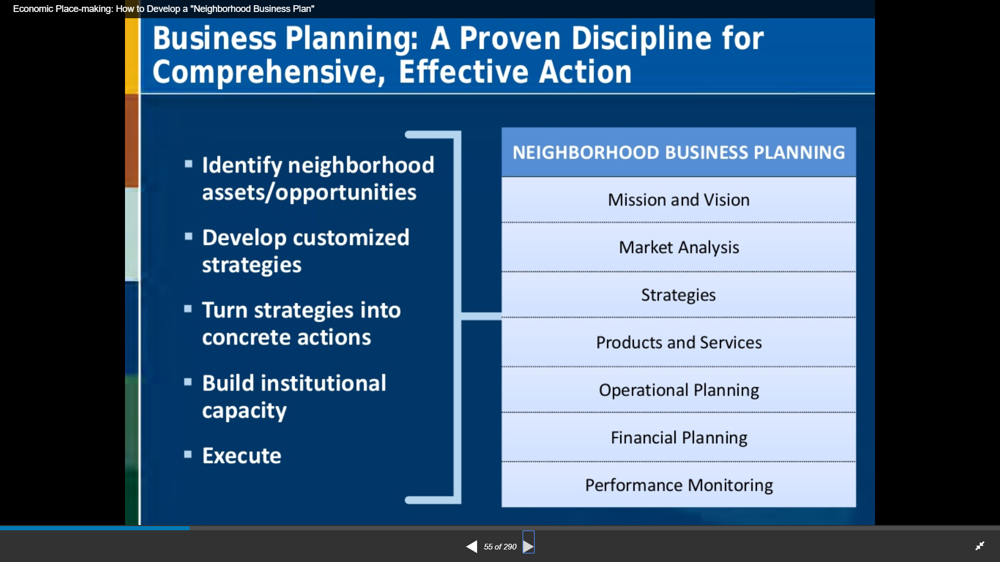 Economic Place-making: How to Develop a "Neighborhood Business Plan"
Business Planning: A Proven Discipline for
Comprehensive, Effective Action
Identify neighborhood
assets/opportunities
Develop customized
strategies
Turn strategies into
concrete actions
Build institutional
capacity
Execute
NEIGHBORHOOD BUSINESS PLANNING
Mission and Vision
Market Analysis
Strategies
Products and Services
Operational Planning
Financial Planning
Performance Monitoring
55 of 290